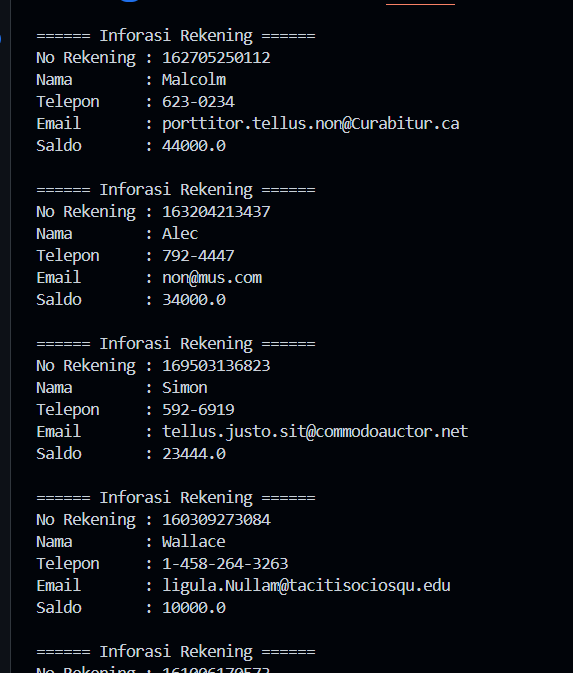 ====== Inforasi Rekening ======
No Rekening : 162705250112
Nama        : Malcolm
Telepon     : 623-0234
Email       : porttitor.tellus.non@Curabitur.ca
Saldo       : 44000.0

====== Inforasi Rekening ======
No Rekening : 163204213437
Nama        : Alec
Telepon     : 792-4447
Email       : non@mus.com
Saldo       : 34000.0

====== Inforasi Rekening ======
No Rekening : 169503136823
Nama        : Simon
Telepon     : 592-6919
Email       : tellus.justo.sit@commodoauctor.net
Saldo       : 23444.0

====== Inforasi Rekening ======
No Rekening : 160309273084
Nama        : Wallace
Telepon     : 1-458-264-3263
Email       : ligula.Nullam@tacitisociosqu.edu
Saldo       : 10000.0

====== Inforasi Rekening ======
No Rekening :